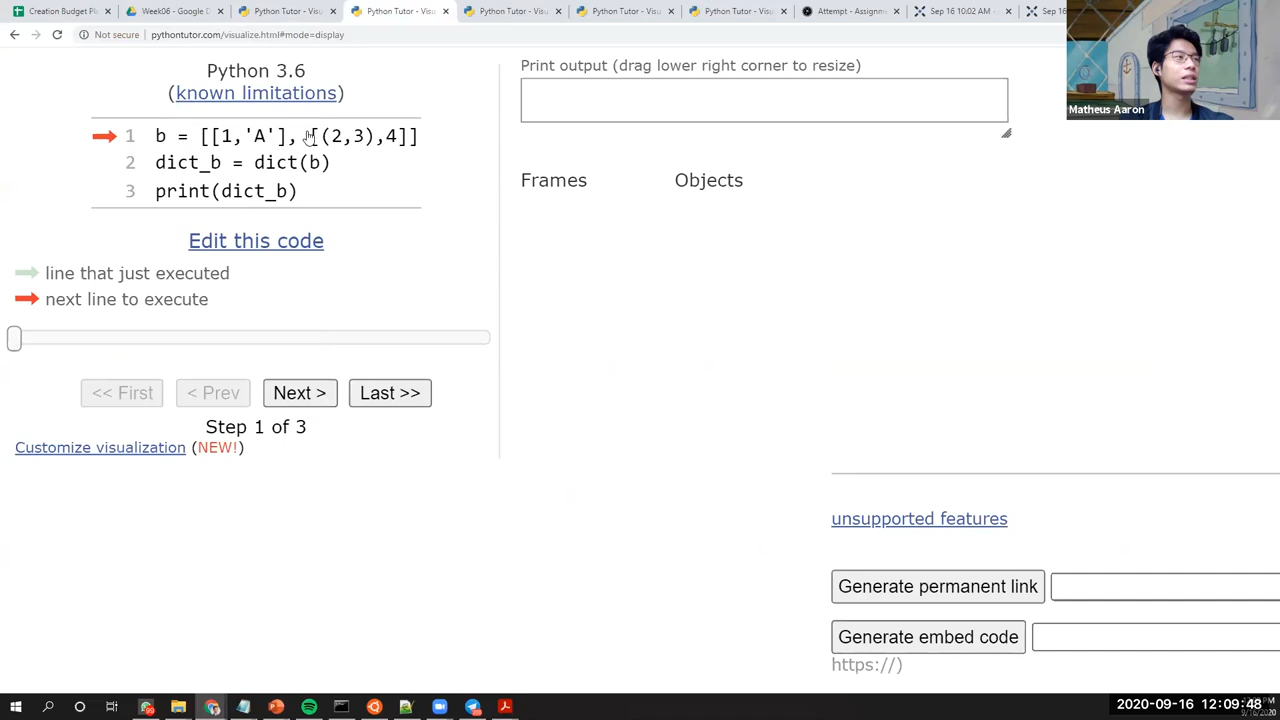 Creation Budget Pl
Week06 - Google D
Python Tutor - Visu
Python Tutor - Visu
Python Tutor - Visu
Python Tutor - Visu
Python Tutor - Visu
Attempt - Assignme
Sep 16 10:02 AM -
Sep 16
Not secure | pythontutor.com/visualize.html#mode=display
Matheus Aaron
Python 3.6
(known limitations)
1 b = [[1,'A'], [(2,3),4]]
2 dict_b = dict(b)
3 print(dict_b)
Edit this code
line that just executed
next line to execute
<< First
< Prev
Next >
Last >>
Step 1 of 3
Customize visualization (NEW!)
Print output (drag lower right corner to resize)
Frames
Objects
unsupported features
Generate permanent link
Generate embed code
https://)
2020-09-16 12:09:48